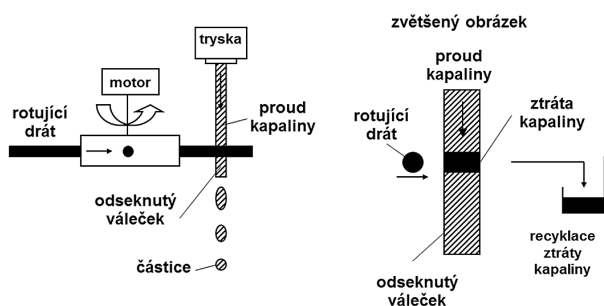 tryska
motor
rotující
drát
proud
kapaliny
odseknutý
váleček
částice
zvětšený obrázek
proud
kapaliny
rotující
drát
ztráta
kapaliny
odseknutý
váleček
recyklace
ztráty
kapaliny